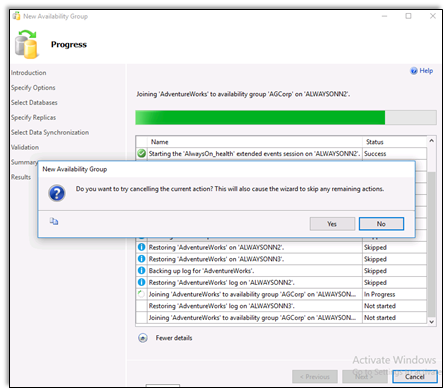 New Availability Group
Progress
Introduction
Specify Options
Select Databases
Specify Replicas
Select Data Synchronization
Validation
Summary
Results
Help
Joining 'AdventureWorks' to availability group 'AGCorp' on 'ALWAYSONN2'.
Name Status
Starting the 'AlwaysOn_health' extended events session on 'ALWAYSONN2'. Success
New Availability Group
Do you want to try cancelling the current action? This will also cause the wizard to skip any remaining actions.
Yes No
Skipped
Restoring 'AdventureWorks' on 'ALWAYSONN2'. Skipped
Restoring 'AdventureWorks' on 'ALWAYSONN3'. Skipped
Backing up log for 'AdventureWorks'. Skipped
Restoring 'AdventureWorks' log on 'ALWAYSONN2'. Skipped
Joining 'AdventureWorks' to availability group 'AGCorp' on 'ALWAYSON... In Progress
Restoring 'AdventureWorks' log on 'ALWAYSONN3'. Not started
Joining 'AdventureWorks' to availability group 'AGCorp' on 'ALWAYSON... Not started
Fewer details
Activate Windows
< Previous Next > Cancel